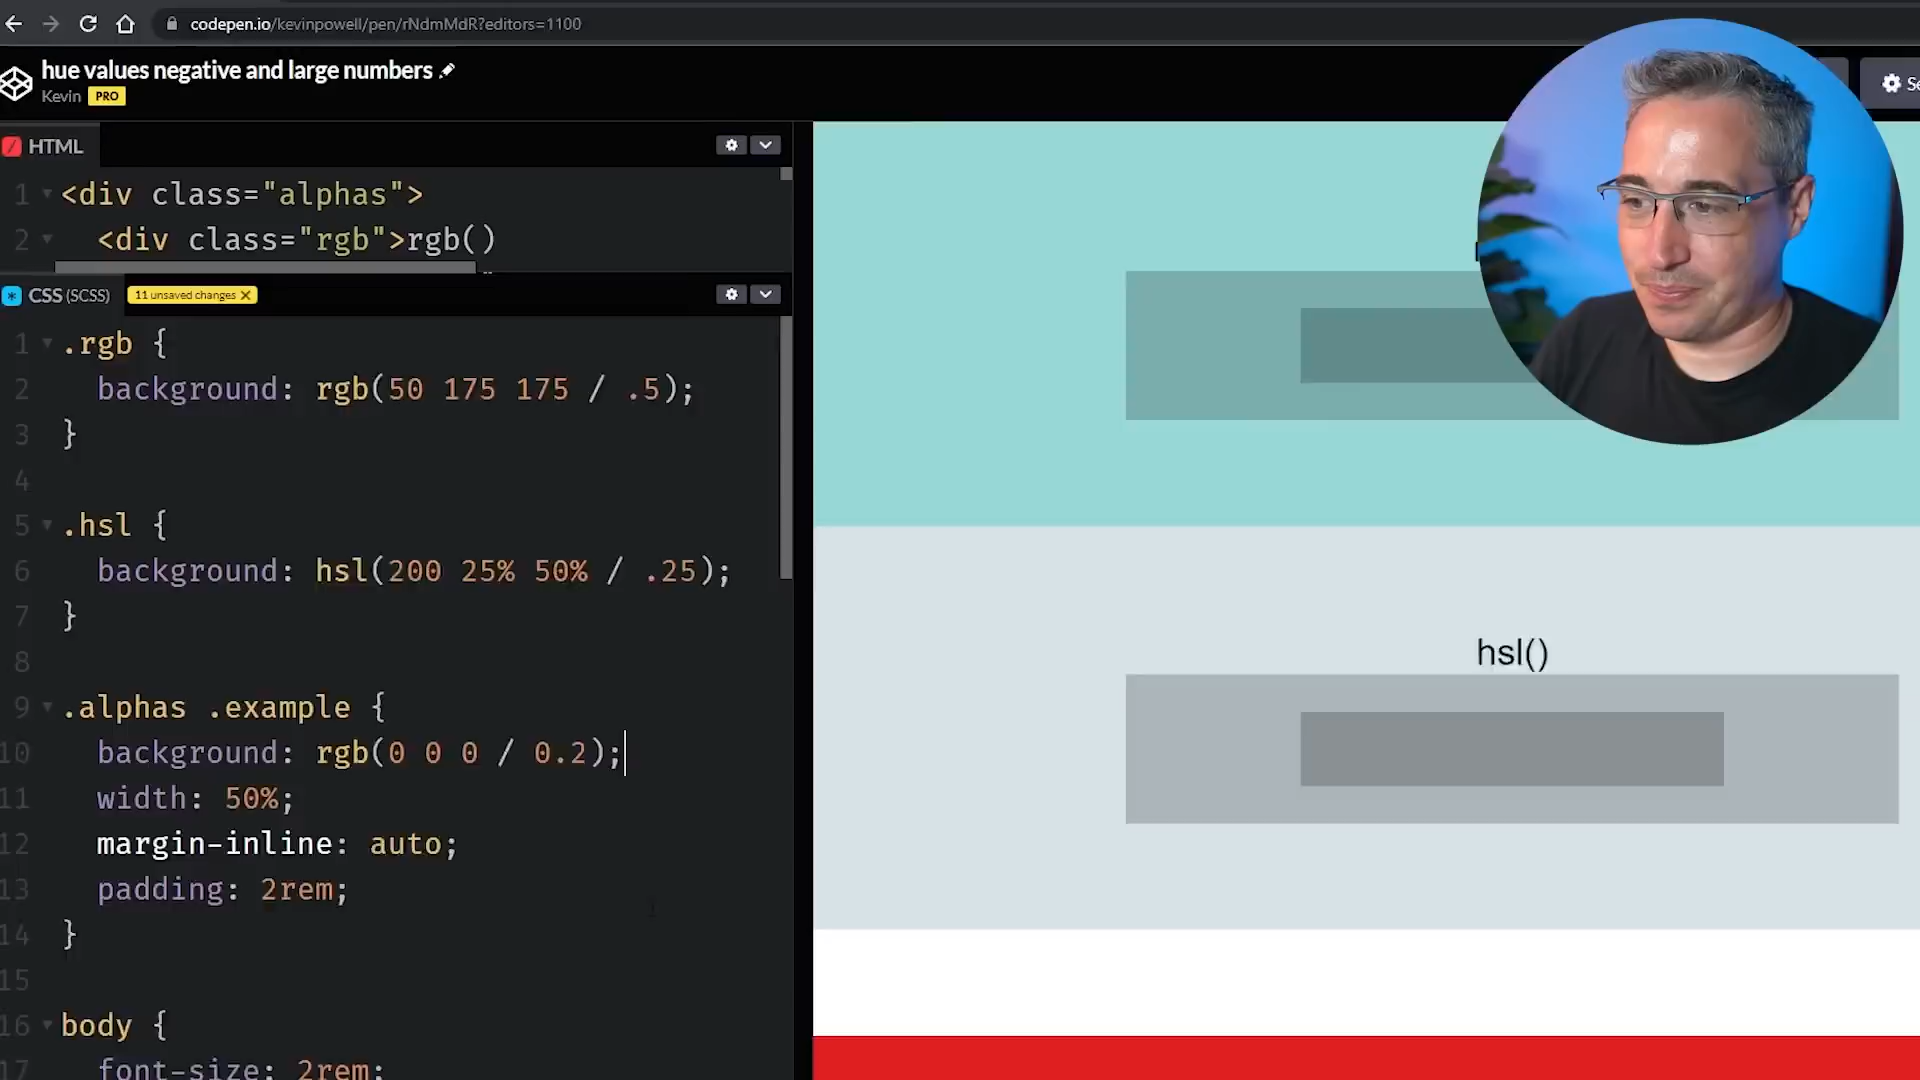 codepen.io/kevinpowell/pen/rNdmMdR?editors=1100
hue values negative and large numbers
Kevin PRO
HTML
1 <div class="alphas">
2 <div class="rgb">rgb()
CSS (SCSS) 11 unsaved changes X
1 .rgb {
2 background: rgb(50 175 175 / .5);
3 }
4
5 .hsl {
6 background: hsl(200 25% 50% / .25);
7 }
8
9 .alphas .example {
10 background: rgb(0 0 0 / 0.2);
11 width: 50%;
12 margin-inline: auto;
13 padding: 2rem;
14 }
15
16 body {
17 font-size: 2rem;
hsl()